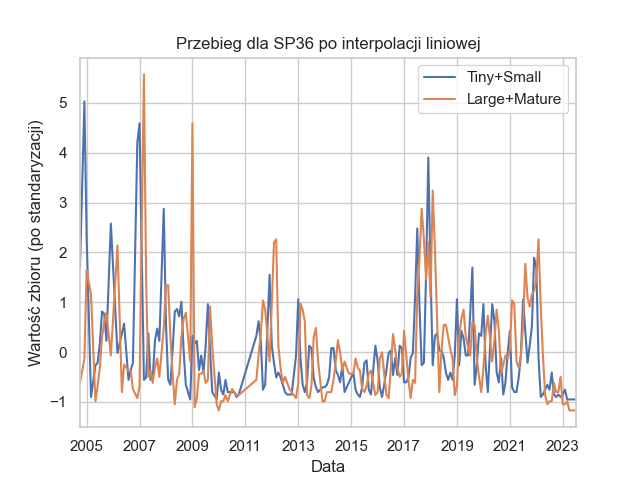 Przebieg dla SP36 po interpolacji liniowej
Tiny+Small
Large+Mature
Wartość zbioru (po standaryzacji)
5
4
3
2
1
0
−1
2005 2007 2009 2011 2013 2015 2017 2019 2021 2023
Data